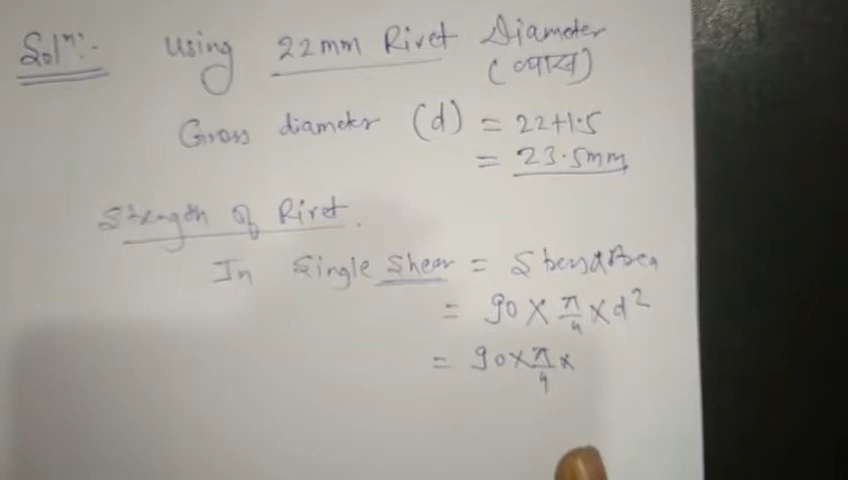 Solⁿ:- Using 22mm Rivet Diameter
(व्यास)
Gross diameter (d) = 22+1.5
= 23.5mm
Strength of Rivet.
In Single Shear =
= 90 × π/4 × d²
= 90 × π/4 ×